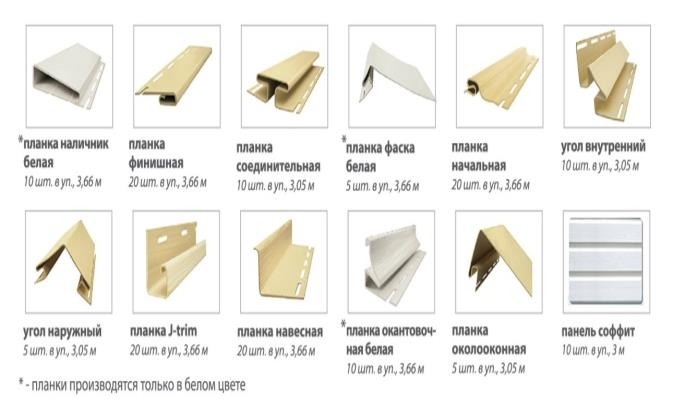 *планка наличник
белая
10 шт. в уп., 3,66 м
планка
финишная
20 шт. в уп., 3,66 м
планка
соединительная
10 шт. в уп., 3,05 м
*планка фаска
белая
5 шт. в уп., 3,66 м
планка
начальная
20 шт. в уп., 3,66 м
угол внутренний
10 шт. в уп., 3,05 м
угол наружный
5 шт. в уп., 3,05 м
планка J-trim
20 шт. в уп., 3,66 м
планка навесная
20 шт. в уп., 3,66 м
*планка окантовоч-
ная белая
10 шт. в уп., 3,66 м
планка
околооконная
5 шт. в уп., 3,05 м
панель соффит
10 шт. в уп., 3 м
* - планки производятся только в белом цвете